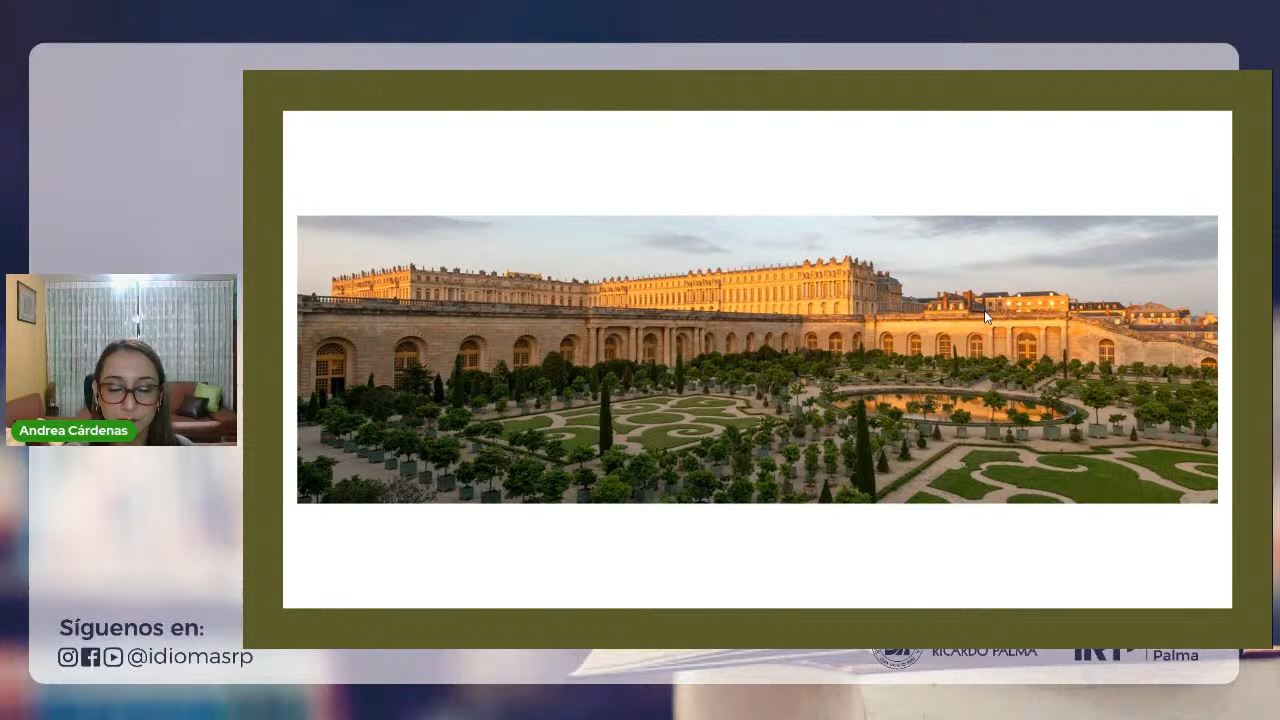 Andrea Cárdenas
Síguenos en:
@idiomasrp
RICARDO PALMA
Palma